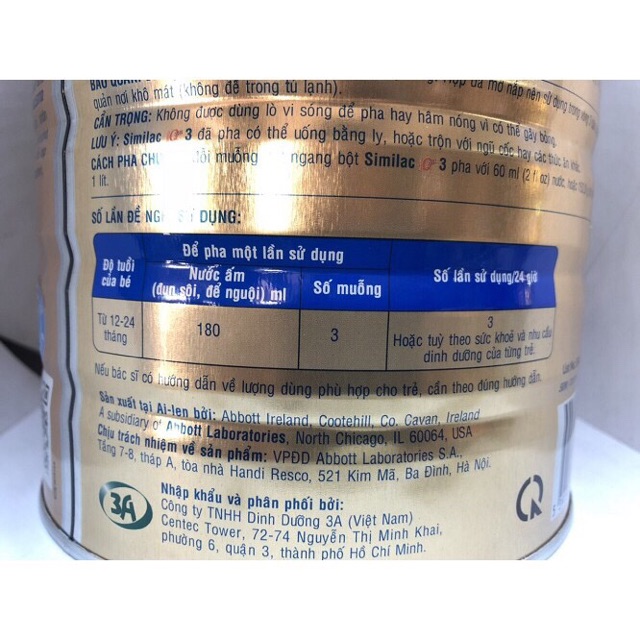 BẢO QUẢN
quản nơi khô mát (không để trong tủ lạnh).
CẨN TRỌNG: Không được dùng lò vi sóng để pha hay hâm nóng vì có thể gây bỏng.
LƯU Ý: Similac 3 đã pha có thể uống bằng ly, hoặc trộn với ngũ cốc hay các thức ăn khác.
CÁCH PHA muỗng ngang bột Similac 3 pha với 60 ml (2 fl oz) nước, hoặc
1 lít.
SỐ LẦN ĐỀ NGHỊ SỬ DỤNG:
Độ tuổi của bé
Để pha một lần sử dụng
Nước ấm (đun sôi, để nguội) ml
Số muỗng
Số lần sử dụng/24 giờ
Từ 12-24 tháng
180
3
3
Hoặc tuỳ theo sức khoẻ và nhu cầu
dinh dưỡng của từng trẻ.
Nếu bác sĩ có hướng dẫn về lượng dùng phù hợp cho trẻ, cần theo đúng hướng dẫn.
Sản xuất tại Ai-len bởi: Abbott Ireland, Cootehill, Co. Cavan, Ireland
A subsidiary of Abbott Laboratories, North Chicago, IL 60064, USA
Chịu trách nhiệm về sản phẩm: VPĐD Abbott Laboratories S.A.,
Tầng 7-8, tháp A, tòa nhà Handi Resco, 521 Kim Mã, Ba Đình, Hà Nội.
3A
Nhập khẩu và phân phối bởi:
Công ty TNHH Dinh Dưỡng 3A (Việt Nam)
Centec Tower, 72-74 Nguyễn Thị Minh Khai,
phường 6, quận 3, thành phố Hồ Chí Minh.